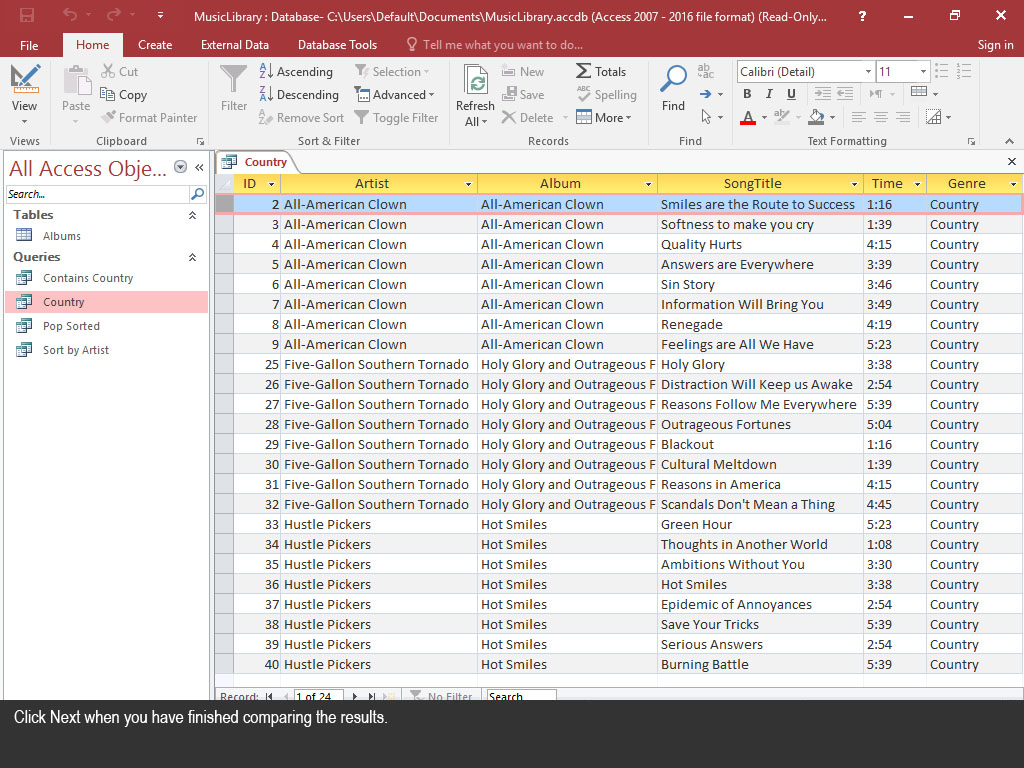 MusicLibrary : Database- C:\Users\Default\Documents\MusicLibrary.accdb (Access 2007 - 2016 file format) (Read-Only... ?
File Home Create External Data Database Tools Tell me what you want to do... Sign in
View
Views
Paste
Cut
Copy
Format Painter
Clipboard
Filter
Ascending
Descending
Remove Sort
Selection
Advanced
Toggle Filter
Sort & Filter
Refresh
All
New
Save
Delete
Totals
Spelling
More
Records
Find
ab
ac
Find
Calibri (Detail) 11
B I U
A
Text Formatting
All Access Obje...
Search...
Tables
Albums
Queries
Contains Country
Country
Pop Sorted
Sort by Artist
Country
ID Artist Album SongTitle Time Genre
2 All-American Clown All-American Clown Smiles are the Route to Success 1:16 Country
3 All-American Clown All-American Clown Softness to make you cry 1:39 Country
4 All-American Clown All-American Clown Quality Hurts 4:15 Country
5 All-American Clown All-American Clown Answers are Everywhere 3:39 Country
6 All-American Clown All-American Clown Sin Story 3:46 Country
7 All-American Clown All-American Clown Information Will Bring You 3:49 Country
8 All-American Clown All-American Clown Renegade 4:19 Country
9 All-American Clown All-American Clown Feelings are All We Have 5:23 Country
25 Five-Gallon Southern Tornado Holy Glory and Outrageous F Holy Glory 3:38 Country
26 Five-Gallon Southern Tornado Holy Glory and Outrageous F Distraction Will Keep us Awake 2:54 Country
27 Five-Gallon Southern Tornado Holy Glory and Outrageous F Reasons Follow Me Everywhere 5:39 Country
28 Five-Gallon Southern Tornado Holy Glory and Outrageous F Outrageous Fortunes 5:04 Country
29 Five-Gallon Southern Tornado Holy Glory and Outrageous F Blackout 1:16 Country
30 Five-Gallon Southern Tornado Holy Glory and Outrageous F Cultural Meltdown 1:39 Country
31 Five-Gallon Southern Tornado Holy Glory and Outrageous F Reasons in America 4:15 Country
32 Five-Gallon Southern Tornado Holy Glory and Outrageous F Scandals Don't Mean a Thing 4:45 Country
33 Hustle Pickers Hot Smiles Green Hour 5:23 Country
34 Hustle Pickers Hot Smiles Thoughts in Another World 1:08 Country
35 Hustle Pickers Hot Smiles Ambitions Without You 3:30 Country
36 Hustle Pickers Hot Smiles Hot Smiles 3:38 Country
37 Hustle Pickers Hot Smiles Epidemic of Annoyances 2:54 Country
38 Hustle Pickers Hot Smiles Save Your Tricks 5:39 Country
39 Hustle Pickers Hot Smiles Serious Answers 2:54 Country
40 Hustle Pickers Hot Smiles Burning Battle 5:39 Country
Record: 1 of 24 No Filter Search
Click Next when you have finished comparing the results.